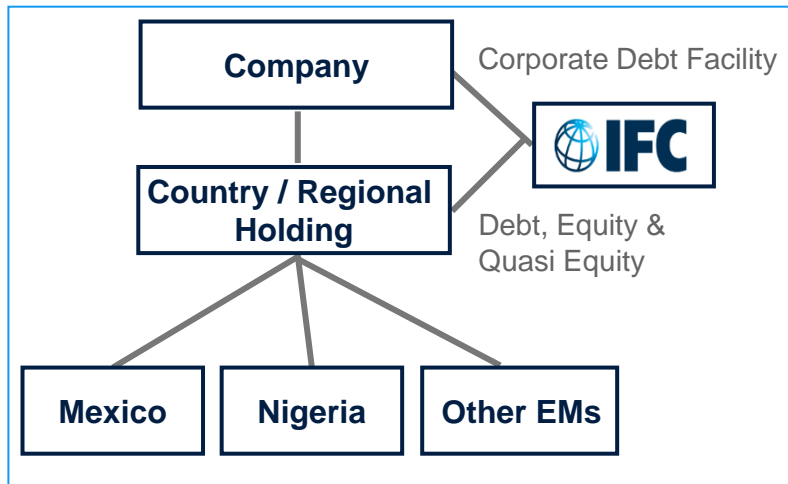 Company
Corporate Debt Facility
IFC
Country / Regional
Holding
Debt, Equity &
Quasi Equity
Mexico
Nigeria
Other EMs